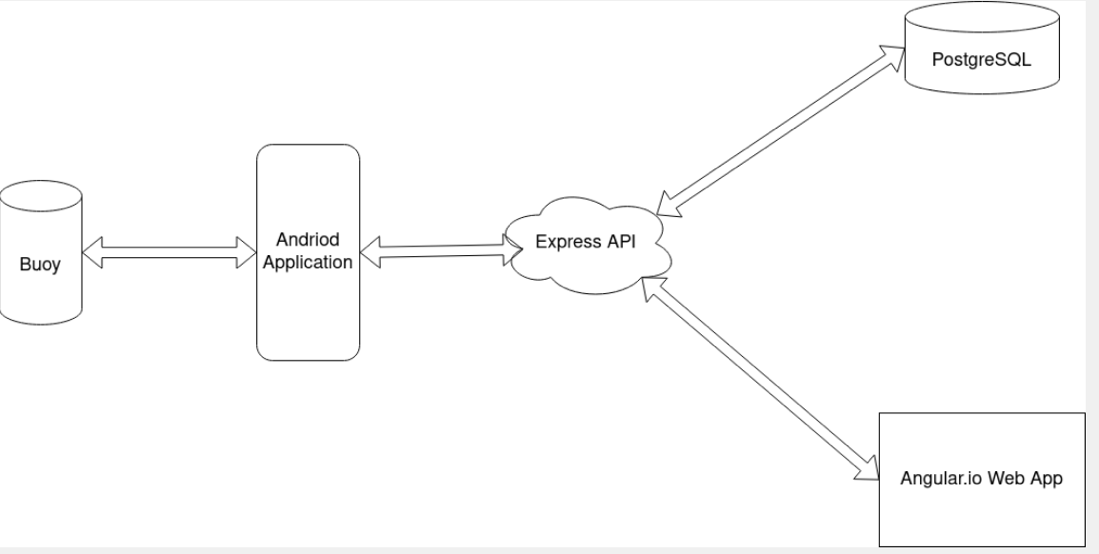 PostgreSQL
Andriod
Application
Express API
Buoy
Angular.io Web App